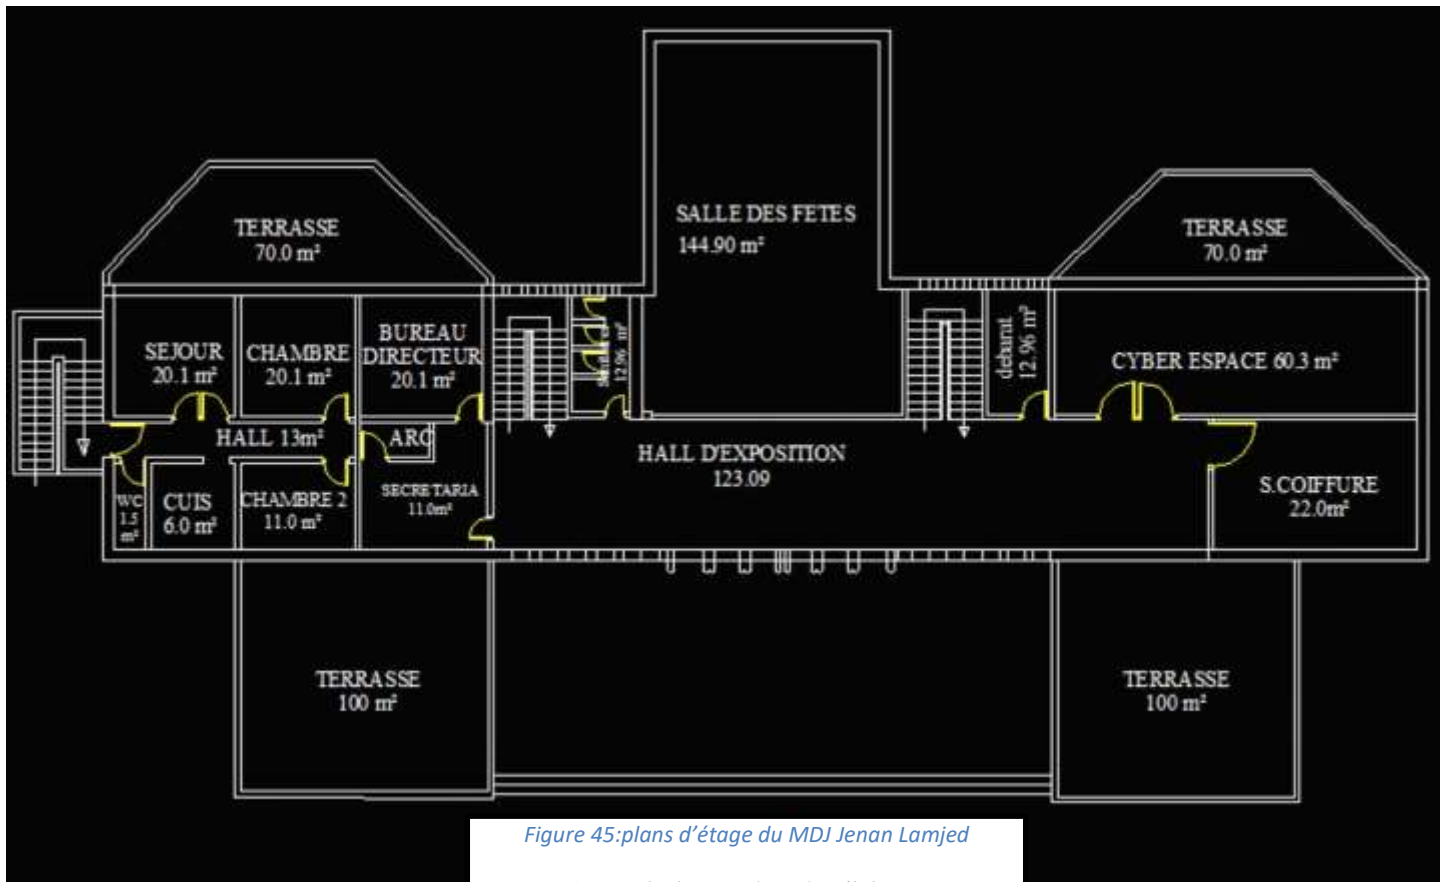 SALLE DES FETES
144.90 m²
TERRASSE
70.0 m²
TERRASSE
70.0 m²
SEJOUR
20.1 m²
CHAMBRE
20.1 m²
BUREAU
DIRECTEUR
20.1 m²
12.96 m²
debarat
12.96 m²
CYBER ESPACE 60.3 m²
HALL 13m²
ARC
HALL D'EXPOSITION
123.09
WC
1.5
m²
CUIS
6.0 m²
CHAMBRE 2
11.0 m²
SECRETARIA
11.0m²
S.COIFFURE
22.0m²
TERRASSE
100 m²
TERRASSE
100 m²
Figure 45:plans d'étage du MDJ Jenan Lamjed